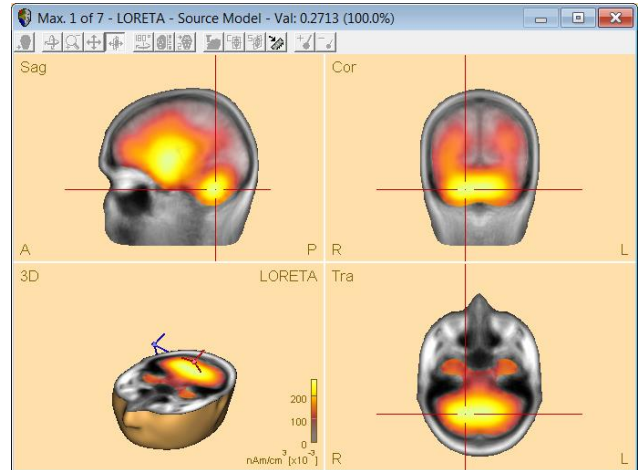 Max. 1 of 7 - LORETA - Source Model - Val: 0.2713 (100.0%)
Sag
Cor
A
P
R
L
3D
LORETA
Tra
200
100
0
nAm/cm³ [x10⁻³]
R
L